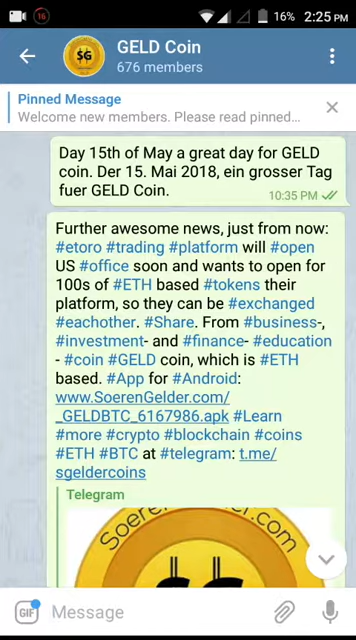 16
16%
2:25 PM
$G
GELD Coin
676 members
Pinned Message
Welcome new members. Please read pinned...
Day 15th of May a great day for GELD
coin. Der 15. Mai 2018, ein grosser Tag
fuer GELD Coin.
10:35 PM
Further awesome news, just from now:
#etoro #trading #platform will #open
US #office soon and wants to open for
100s of #ETH based #tokens their
platform, so they can be #exchanged
#eachother. #Share. From #business-,
#investment- and #finance- #education
- #coin #GELD coin, which is #ETH
based. #App for #Android:
www.SoerenGelder.com/
_GELDBTC_6167986.apk #Learn
#more #crypto #blockchain #coins
#ETH #BTC at #telegram: t.me/
sgeldercoins
Telegram
GIF
Message